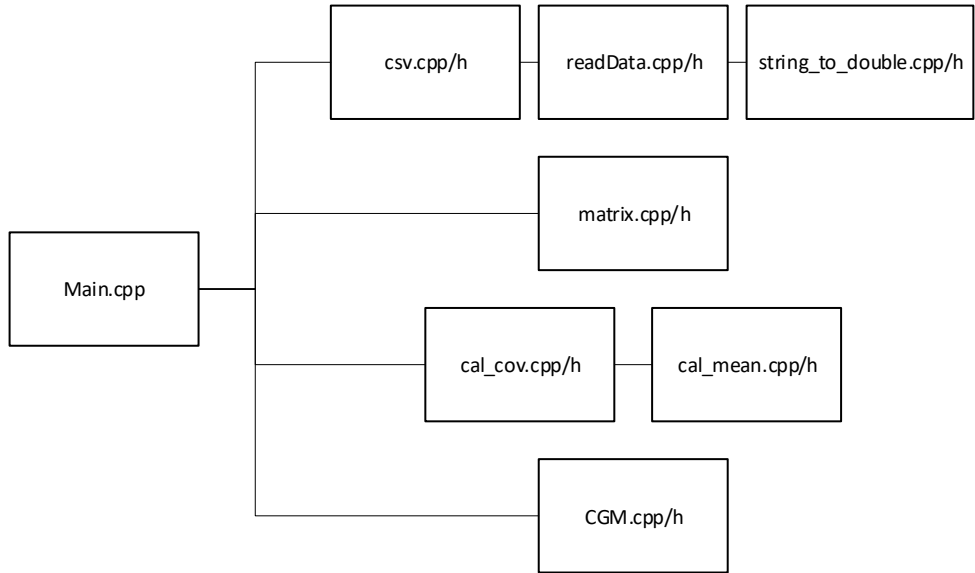 csv.cpp/h
readData.cpp/h
string_to_double.cpp/h
matrix.cpp/h
Main.cpp
cal_cov.cpp/h
cal_mean.cpp/h
CGM.cpp/h